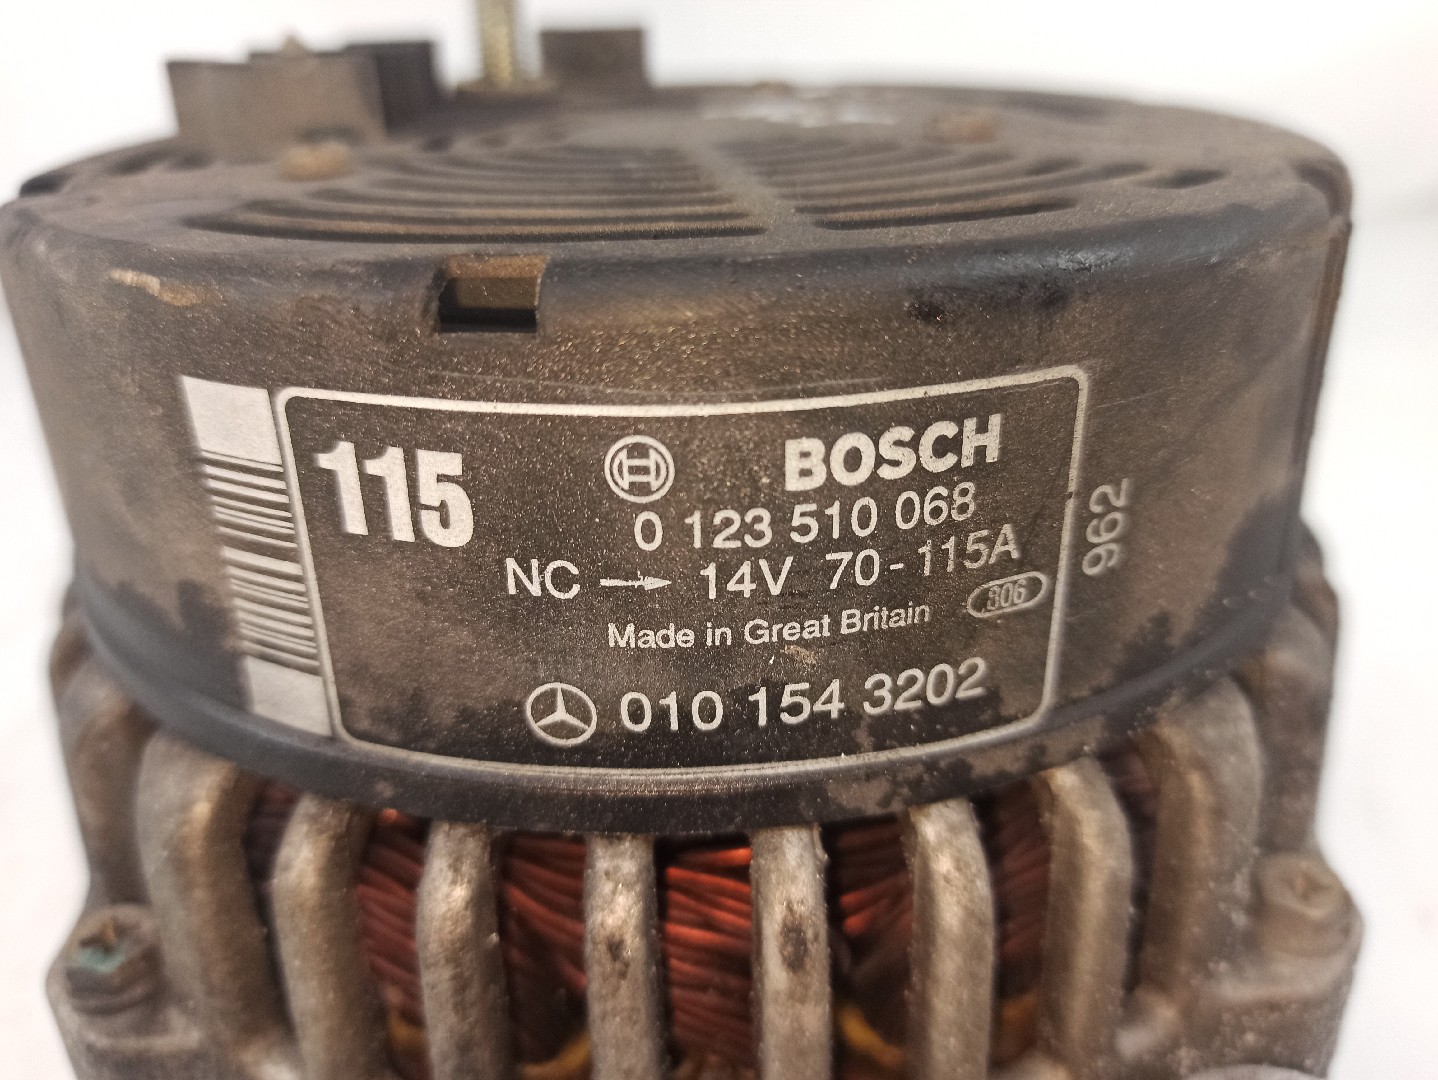 115
BOSCH
0 123 510 068
NC → 14V 70-115A
Made in Great Britain 806
010 154 3202
962